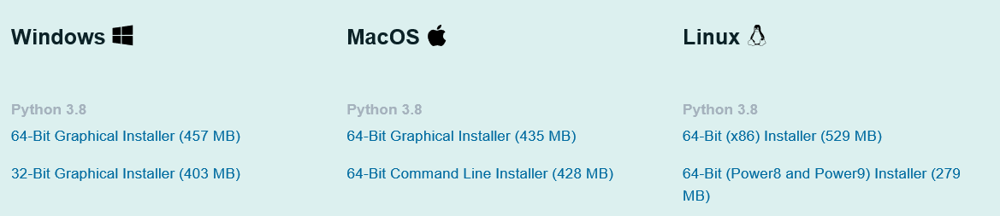 Windows
MacOS
Linux
Python 3.8
64-Bit Graphical Installer (457 MB)
32-Bit Graphical Installer (403 MB)
Python 3.8
64-Bit Graphical Installer (435 MB)
64-Bit Command Line Installer (428 MB)
Python 3.8
64-Bit (x86) Installer (529 MB)
64-Bit (Power8 and Power9) Installer (279
MB)